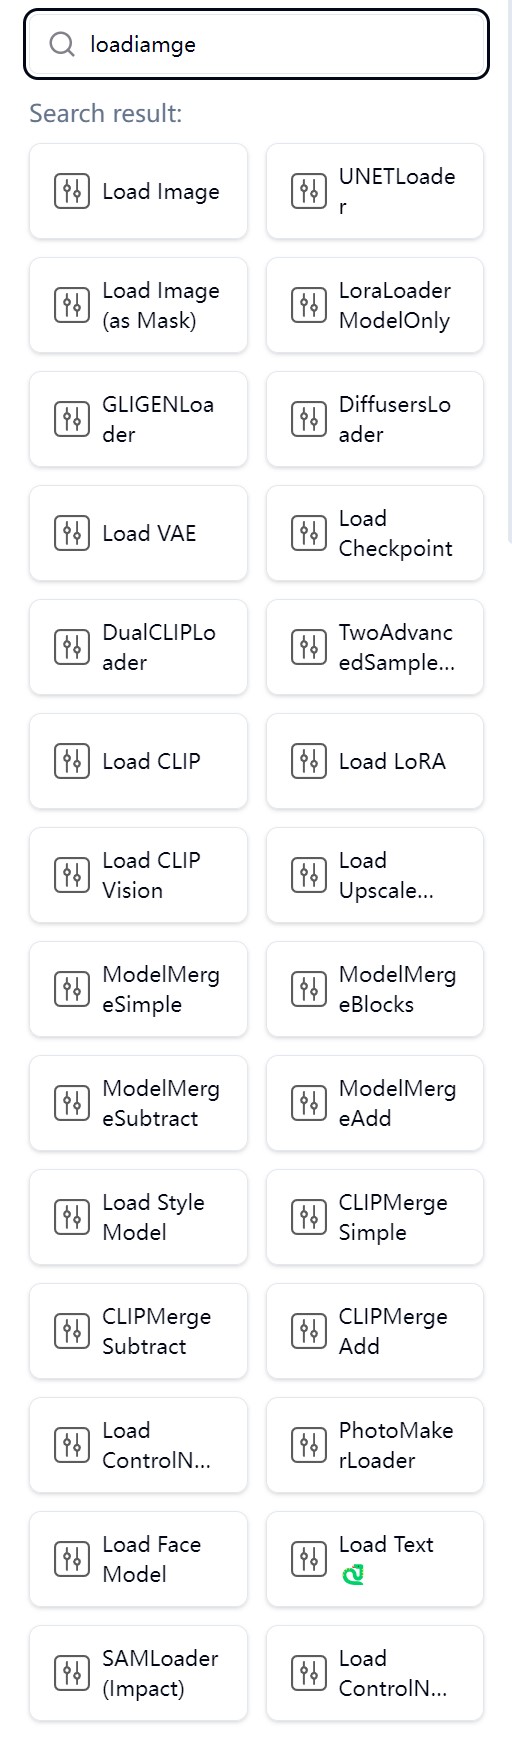 loadiamge
Search result:
Load Image
UNETLoade
r
Load Image
(as Mask)
LoraLoader
ModelOnly
GLIGENLoa
der
DiffusersLo
ader
Load VAE
Load
Checkpoint
DualCLIPLo
ader
TwoAdvanc
edSample...
Load CLIP
Load LoRA
Load CLIP
Vision
Load
Upscale...
ModelMerg
eSimple
ModelMerg
eBlocks
ModelMerg
eSubtract
ModelMerg
eAdd
Load Style
Model
CLIPMerge
Simple
CLIPMerge
Subtract
CLIPMerge
Add
Load
ControlN...
PhotoMake
rLoader
Load Face
Model
Load Text
🐍
SAMLoader
(Impact)
Load
ControlN...